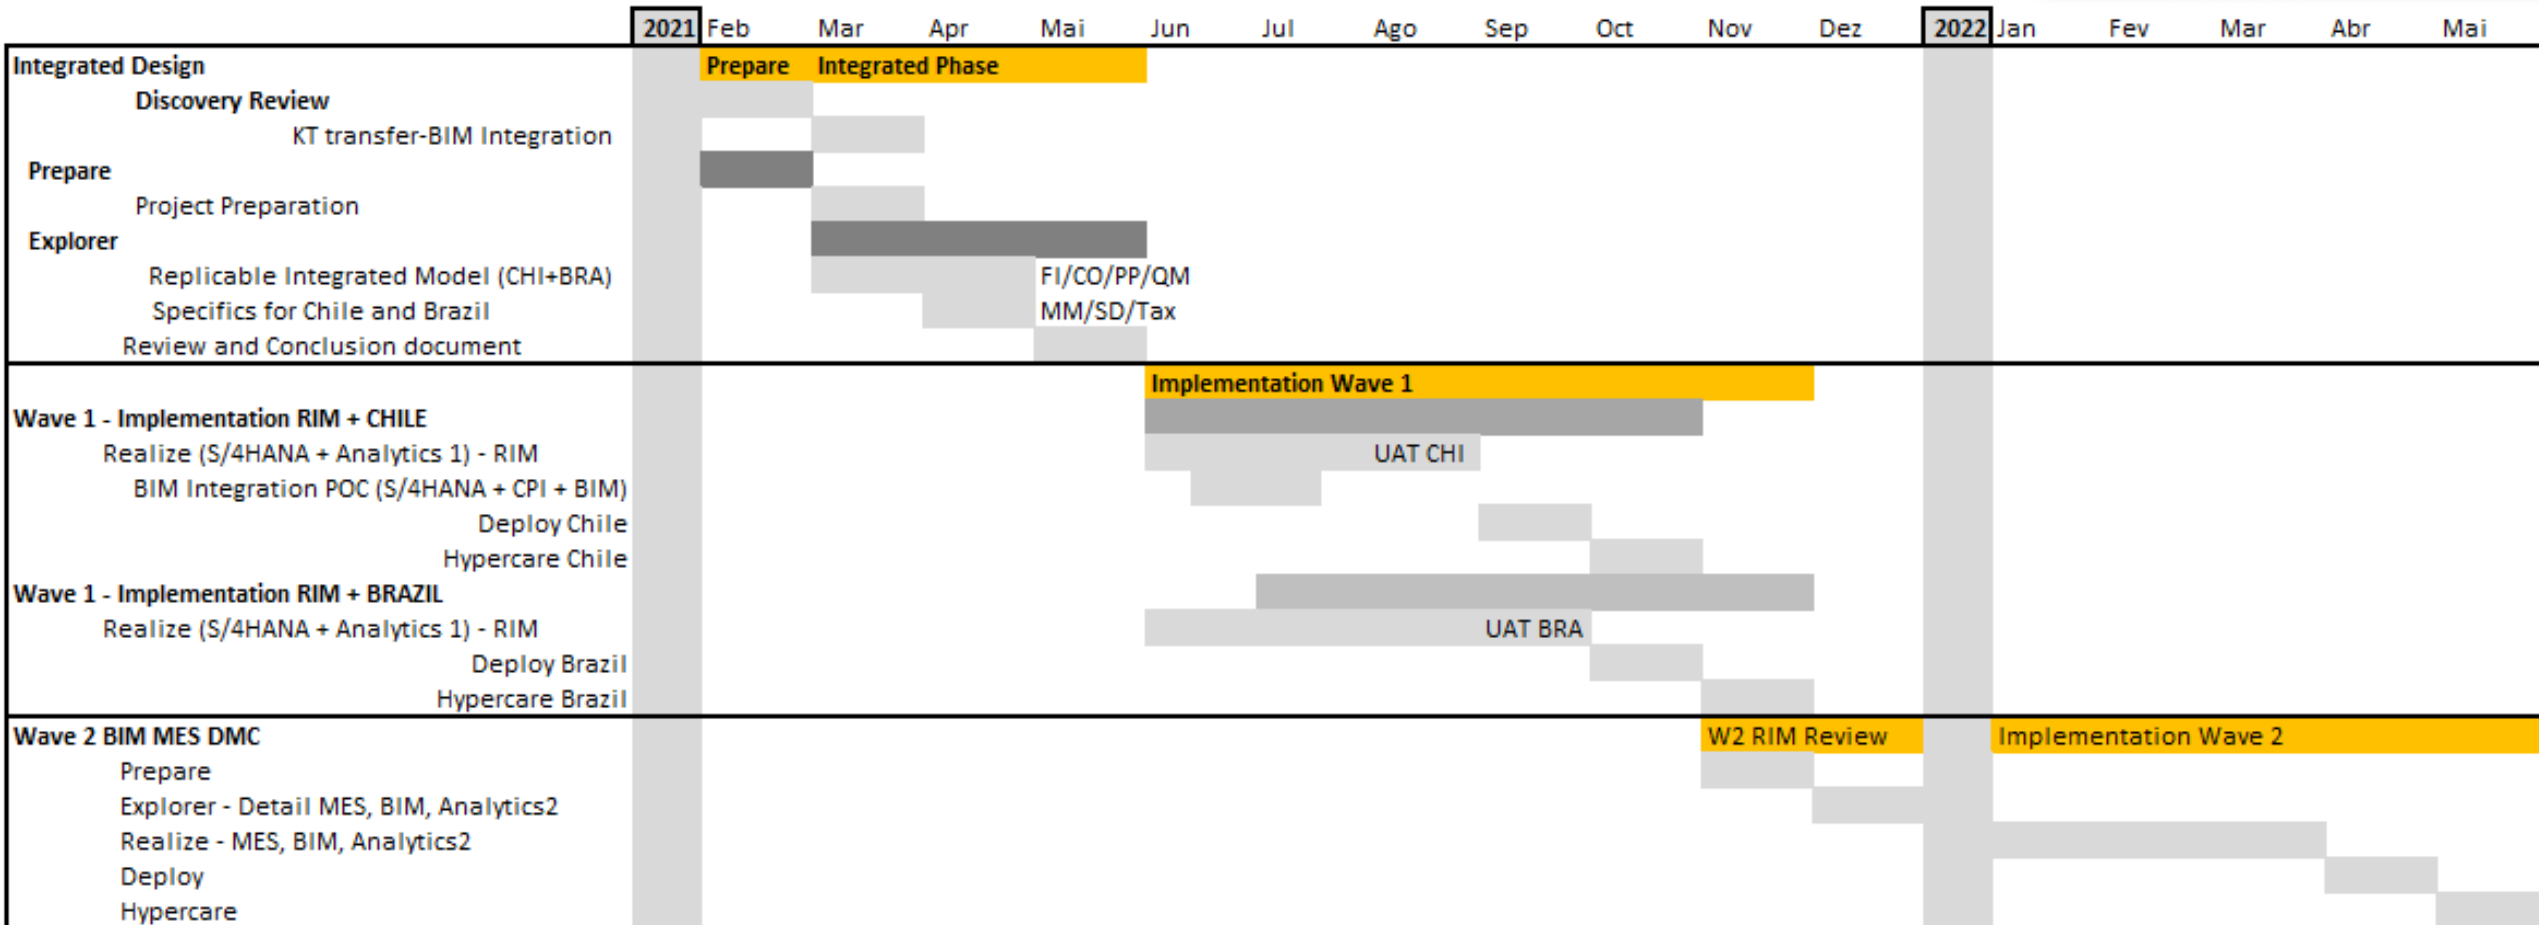 2021 Feb Mar Apr Mai Jun Jul Ago Sep Oct Nov Dez 2022 Jan Fev Mar Abr Mai
Integrated Design Prepare Integrated Phase
Discovery Review
KT transfer-BIM Integration
Prepare
Project Preparation
Explorer
Replicable Integrated Model (CHI+BRA) FI/CO/PP/QM
Specifics for Chile and Brazil MM/SD/Tax
Review and Conclusion document
Implementation Wave 1
Wave 1 - Implementation RIM + CHILE
Realize (S/4HANA + Analytics 1) - RIM UAT CHI
BIM Integration POC (S/4HANA + CPI + BIM)
Deploy Chile
Hypercare Chile
Wave 1 - Implementation RIM + BRAZIL
Realize (S/4HANA + Analytics 1) - RIM UAT BRA
Deploy Brazil
Hypercare Brazil
Wave 2 BIM MES DMC W2 RIM Review Implementation Wave 2
Prepare
Explorer - Detail MES, BIM, Analytics2
Realize - MES, BIM, Analytics2
Deploy
Hypercare